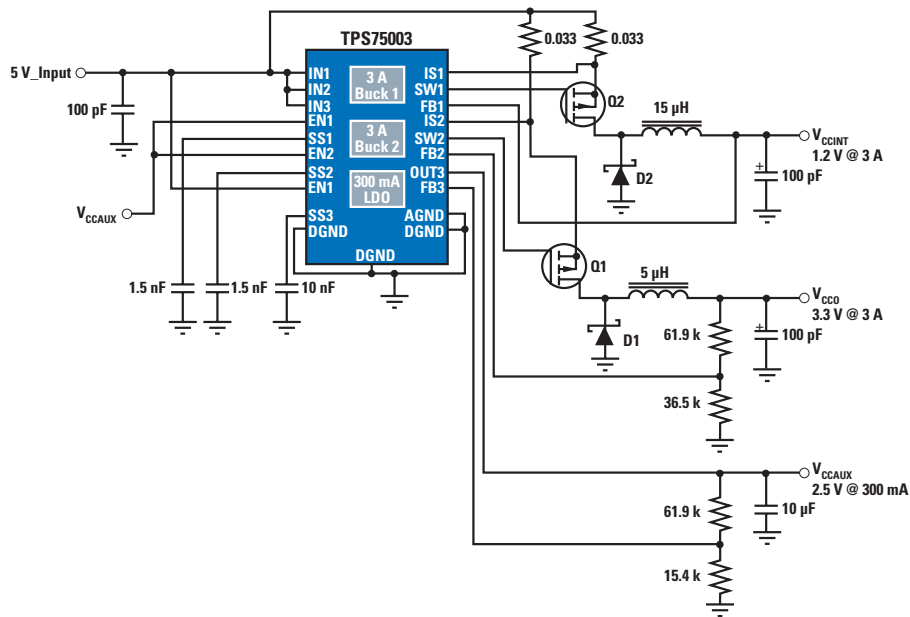 TPS75003
0.033
0.033
5 V_Input
100 pF
IN1
IN2
IN3
EN1
SS1
EN2
SS2
EN1
SS3
DGND
3 A
Buck 1
3 A
Buck 2
300 mA
LDO
DGND
IS1
SW1
FB1
IS2
SW2
FB2
OUT3
FB3
AGND
DGND
V_CCAUX
1.5 nF
1.5 nF
10 nF
Q2
15 µH
D2
V_CCINT
1.2 V @ 3 A
+
100 pF
Q1
5 µH
D1
V_CCO
3.3 V @ 3 A
+
100 pF
61.9 k
36.5 k
V_CCAUX
2.5 V @ 300 mA
61.9 k
10 µF
15.4 k